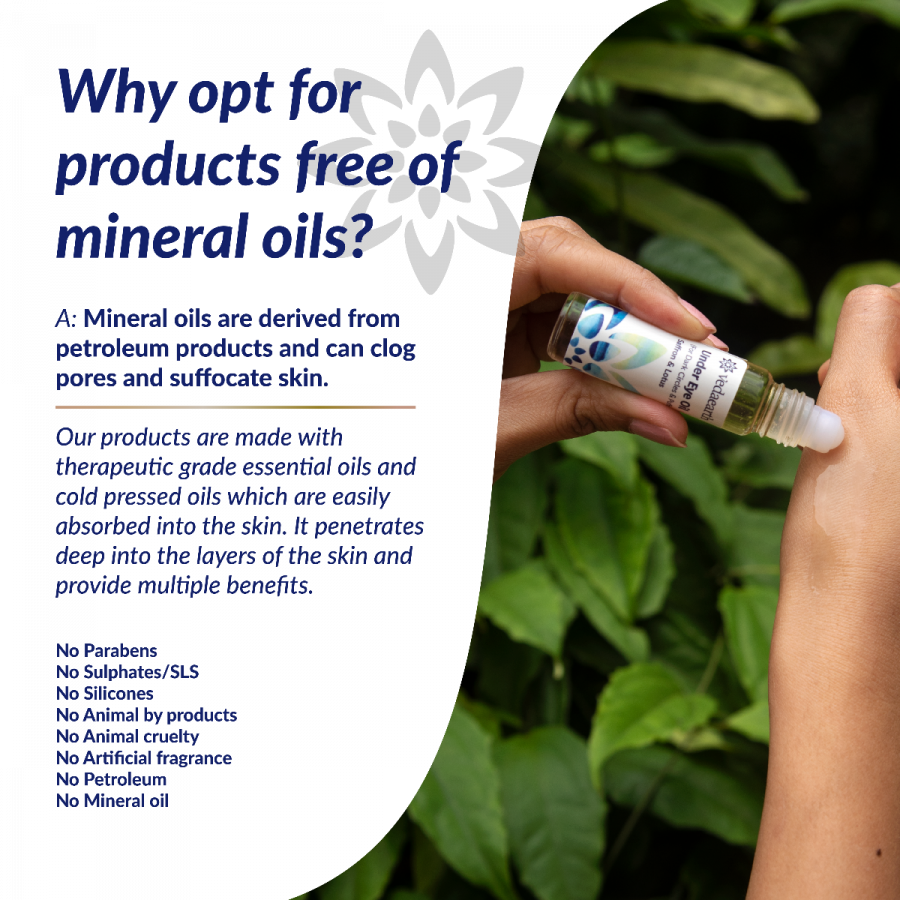 Why opt for
products free of
mineral oils?
A: Mineral oils are derived from
petroleum products and can clog
pores and suffocate skin.
Our products are made with
therapeutic grade essential oils and
cold pressed oils which are easily
absorbed into the skin. It penetrates
deep into the layers of the skin and
provide multiple benefits.
No Parabens
No Sulphates/SLS
No Silicones
No Animal by products
No Animal cruelty
No Artificial fragrance
No Petroleum
No Mineral oil
vedaearth
Under Eye
For Dark Circles &
Saffron & Lotus